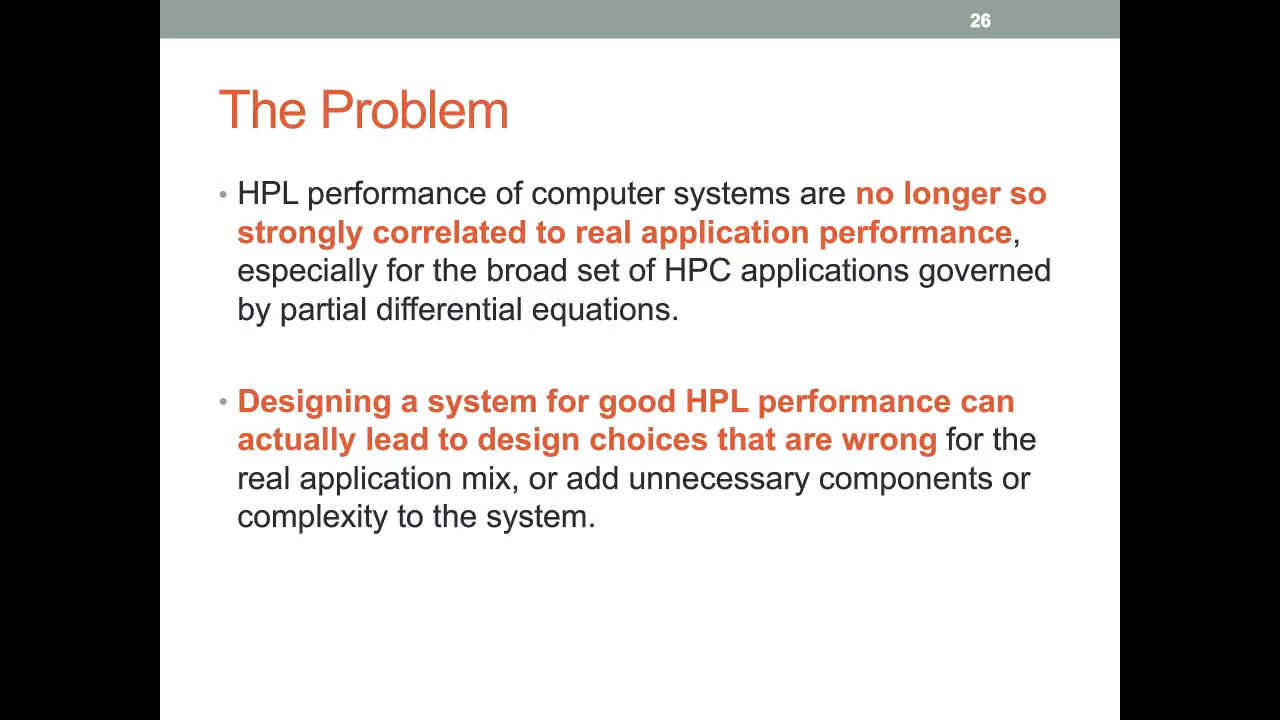 26
The Problem
• HPL performance of computer systems are no longer so
strongly correlated to real application performance,
especially for the broad set of HPC applications governed
by partial differential equations.
• Designing a system for good HPL performance can
actually lead to design choices that are wrong for the
real application mix, or add unnecessary components or
complexity to the system.